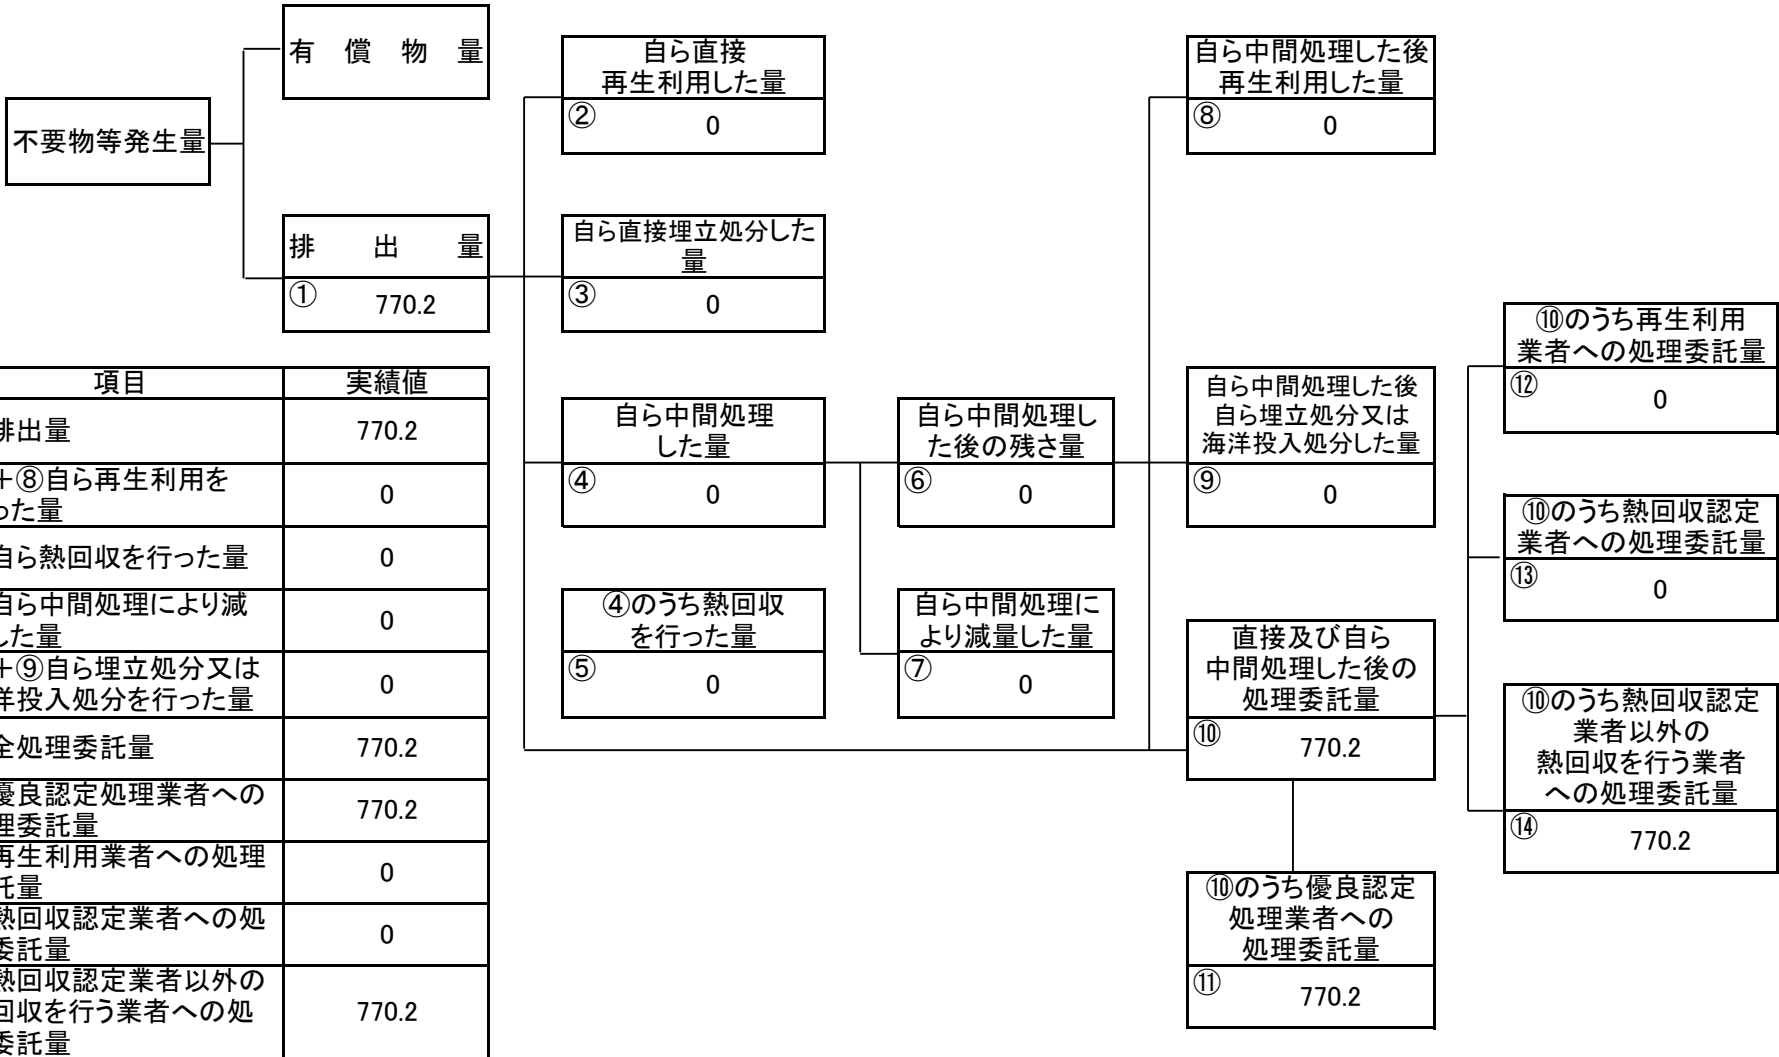 有 償 物 量
不要物等発生量
排 出 量
① 770.2
自ら直接
再生利用した量
② 0
自ら直接埋立処分した
量
③ 0
自ら中間処理
した量
④ 0
④のうち熱回収
を行った量
⑤ 0
自ら中間処理し
た後の残さ量
⑥ 0
自ら中間処理に
より減量した量
⑦ 0
自ら中間処理した後
再生利用した量
⑧ 0
自ら中間処理した後
自ら埋立処分又は
海洋投入処分した量
⑨ 0
直接及び自ら
中間処理した後の
処理委託量
⑩ 770.2
⑩のうち優良認定
処理業者への
処理委託量
⑪ 770.2
⑩のうち再生利用
業者への処理委託量
⑫ 0
⑩のうち熱回収認定
業者への処理委託量
⑬ 0
⑩のうち熱回収認定
業者以外の
熱回収を行う業者
への処理委託量
⑭ 770.2
項目 実績値
排出量 770.2
+⑧自ら再生利用を
った量 0
自ら熱回収を行った量 0
自ら中間処理により減
した量 0
+⑨自ら埋立処分又は
洋投入処分を行った量 0
全処理委託量 770.2
優良認定処理業者への
理委託量 770.2
再生利用業者への処理
託量 0
熱回収認定業者への処
委託量 0
熱回収認定業者以外の
回収を行う業者への処
委託量 770.2